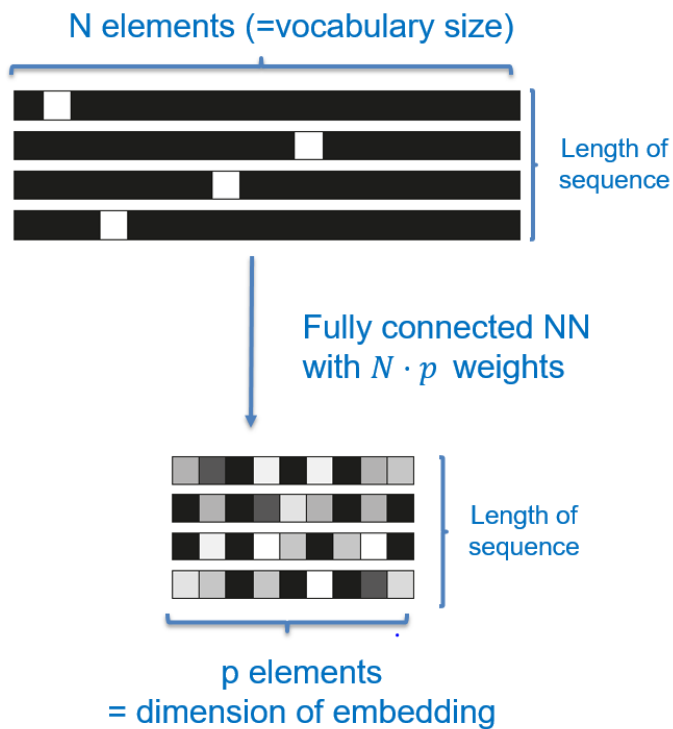 N elements (=vocabulary size)
Length of
sequence
Fully connected NN
with N · p weights
Length of
sequence
p elements
= dimension of embedding